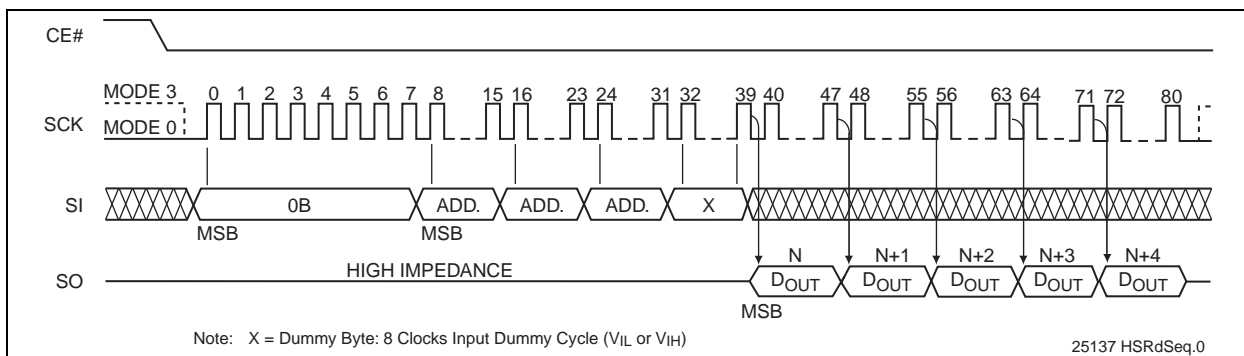 CE#
MODE 3
0 1 2 3 4 5 6 7 8 15 16 23 24 31 32 39 40 47 48 55 56 63 64 71 72 80
SCK
MODE 0
SI
0B
ADD.
ADD.
ADD.
X
MSB
MSB
N
N+1
N+2
N+3
N+4
SO
HIGH IMPEDANCE
DOUT
DOUT
DOUT
DOUT
DOUT
MSB
Note: X = Dummy Byte: 8 Clocks Input Dummy Cycle (VIL or VIH)
25137 HSRdSeq.0